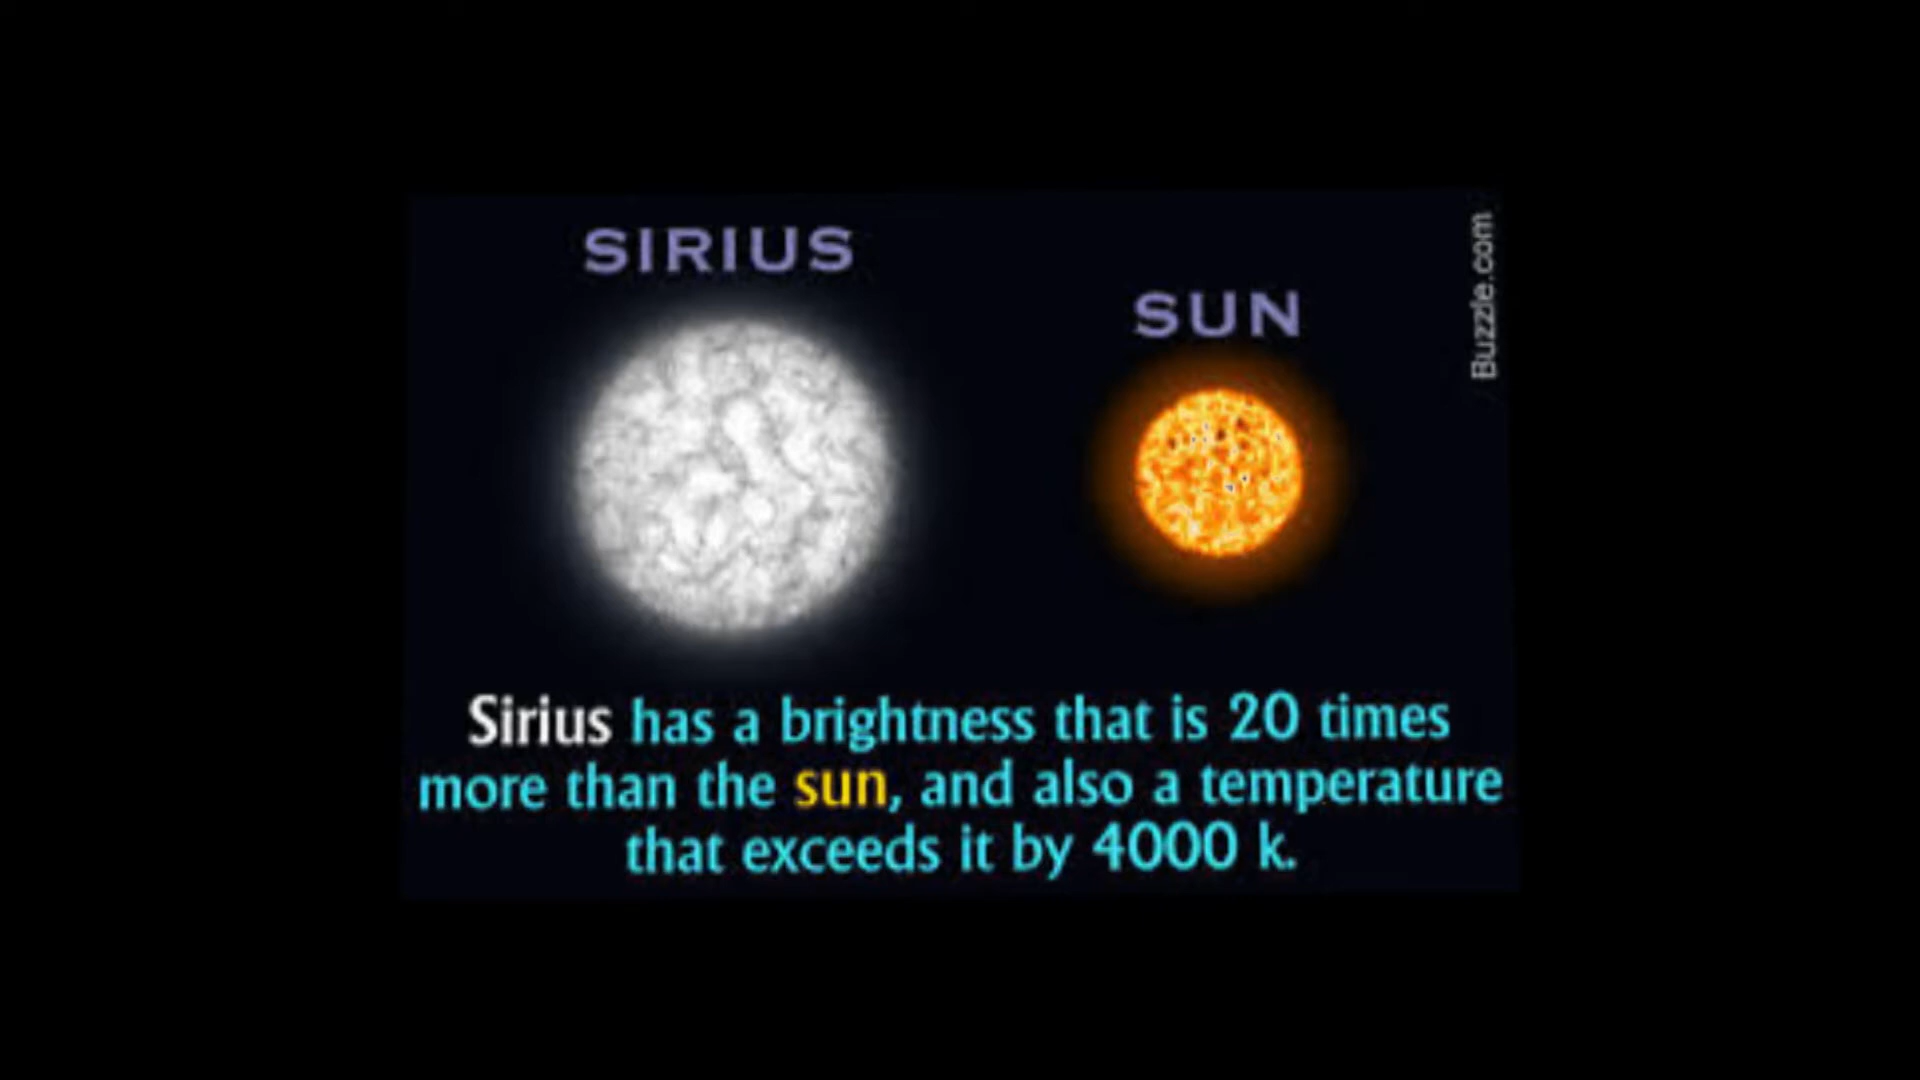 SIRIUS
SUN
Buzzle.com
Sirius has a brightness that is 20 times
more than the sun, and also a temperature
that exceeds it by 4000 k.